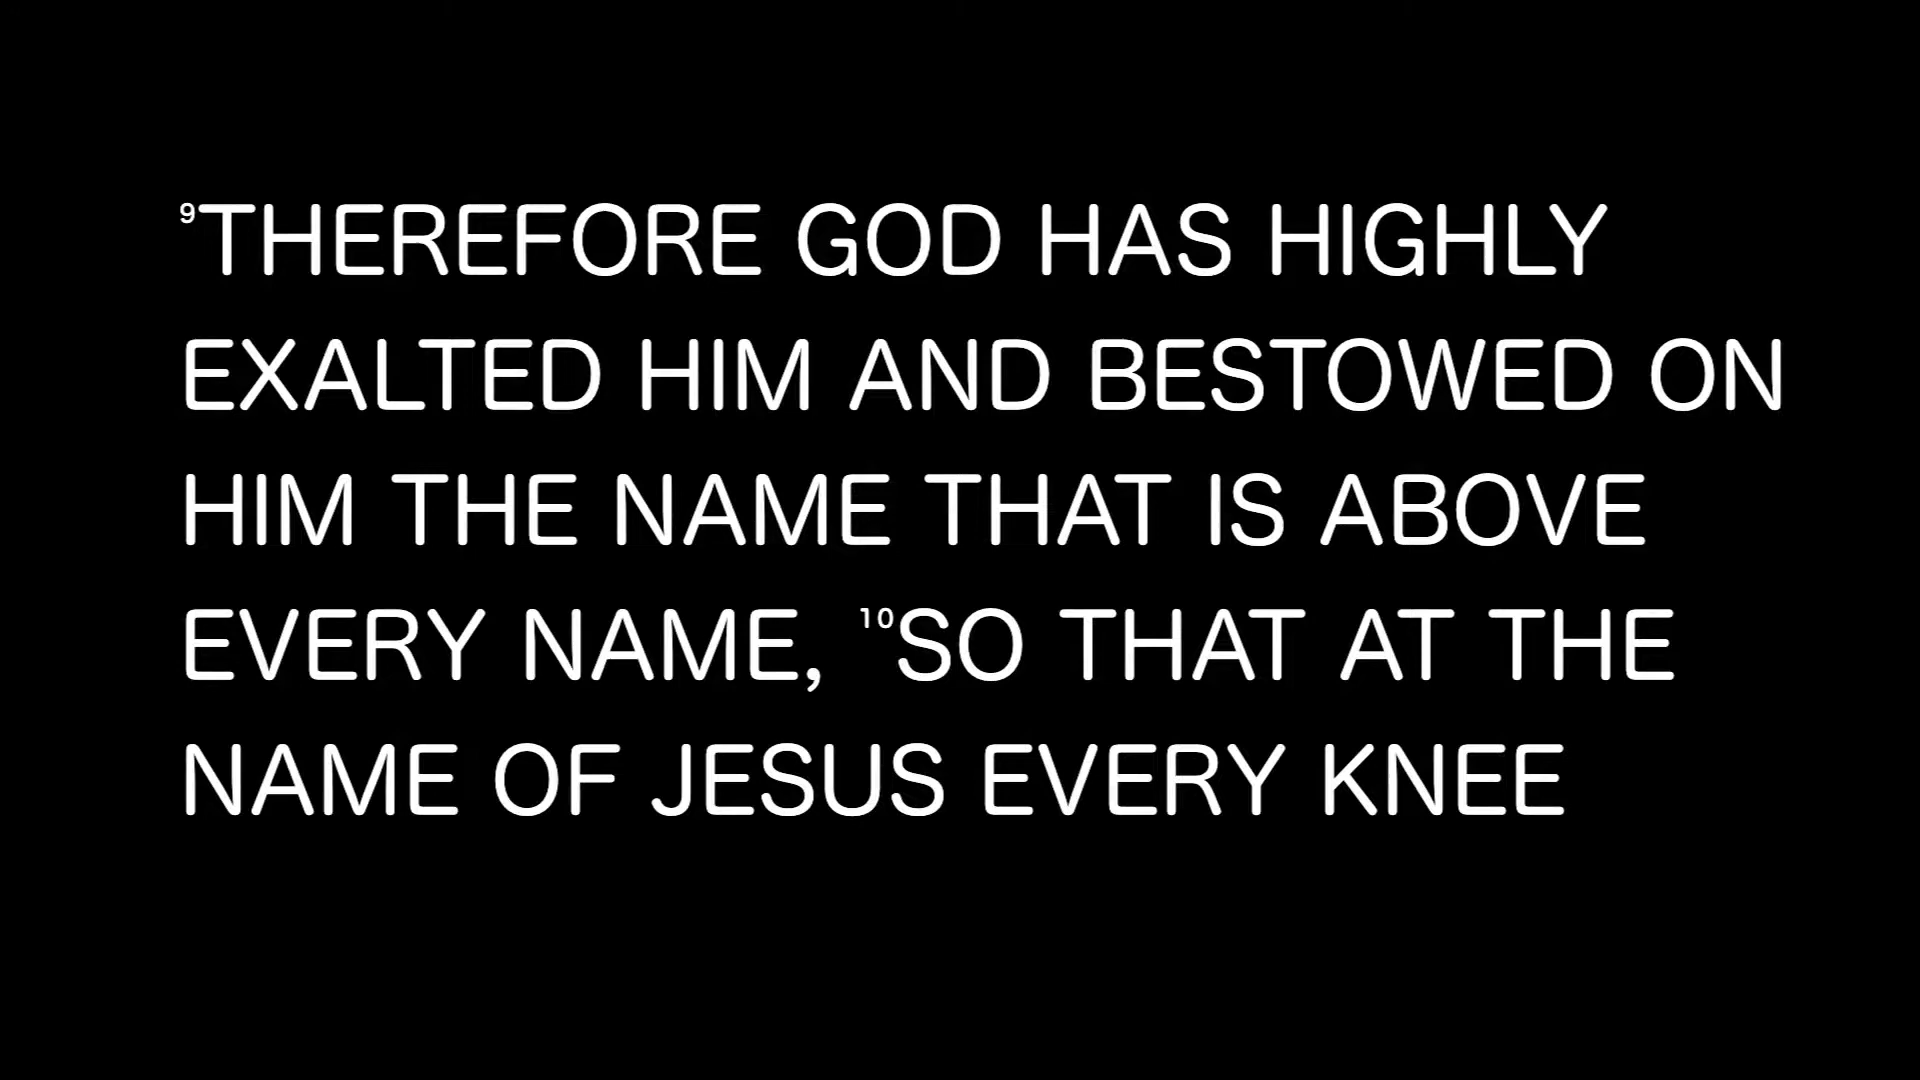 ⁹THEREFORE GOD HAS HIGHLY
EXALTED HIM AND BESTOWED ON
HIM THE NAME THAT IS ABOVE
EVERY NAME, ¹⁰SO THAT AT THE
NAME OF JESUS EVERY KNEE